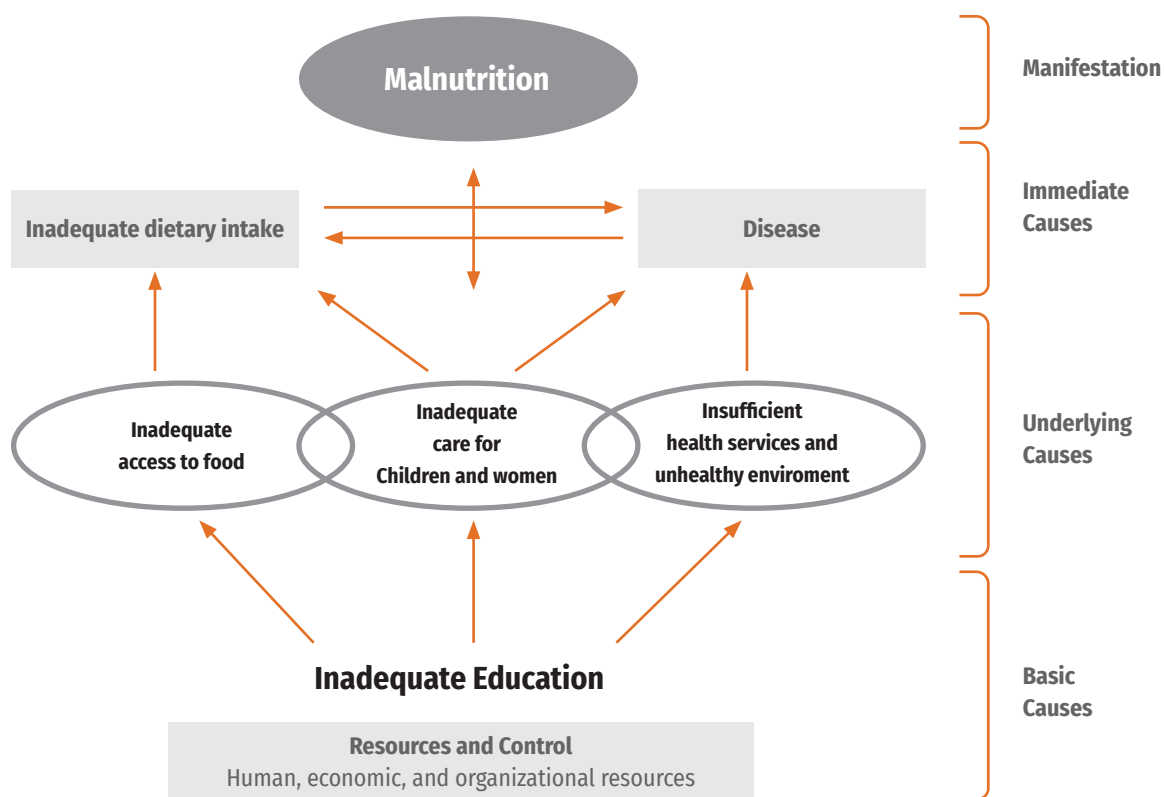 Malnutrition
Manifestation
Inadequate dietary intake
Disease
Immediate
Causes
Inadequate
access to food
Inadequate
care for
Children and women
Insufficient
health services and
unhealthy enviroment
Underlying
Causes
Inadequate Education
Resources and Control
Human, economic, and organizational resources
Basic
Causes